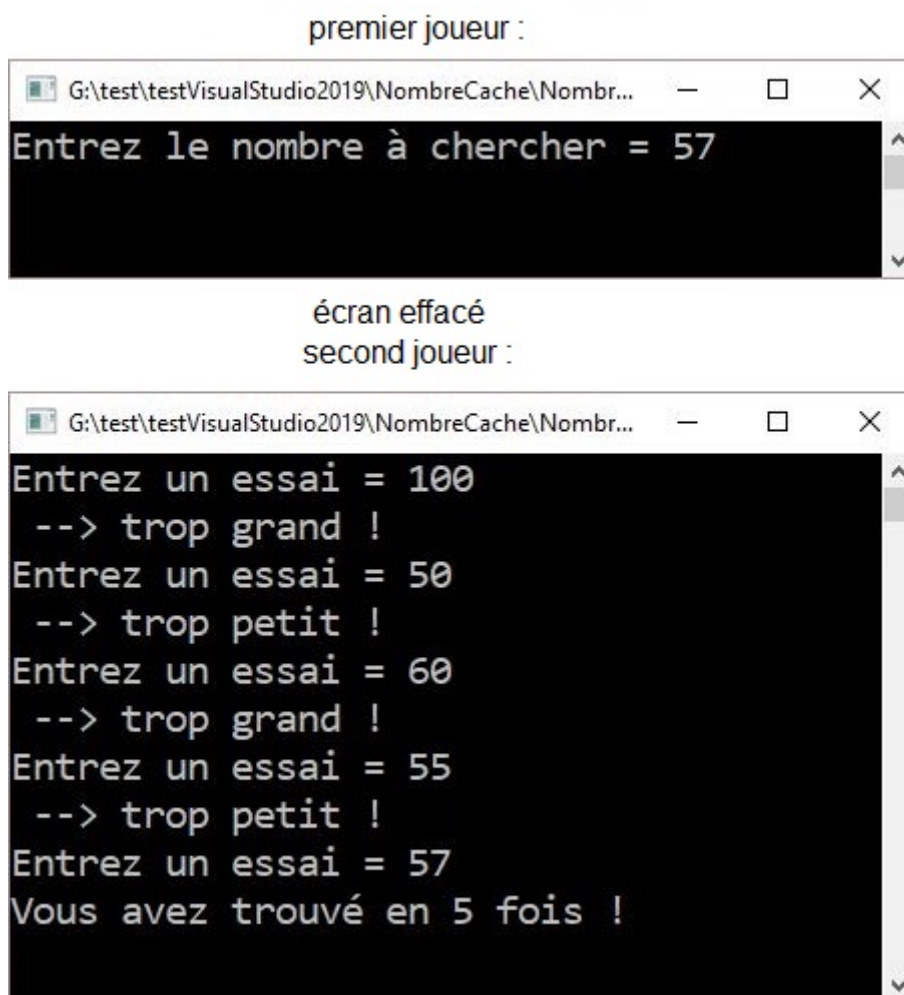 premier joueur :
G:\test\testVisualStudio2019\NombreCache\Nombr...
Entrez le nombre à chercher = 57
écran effacé
second joueur :
G:\test\testVisualStudio2019\NombreCache\Nombr...
Entrez un essai = 100
--> trop grand !
Entrez un essai = 50
--> trop petit !
Entrez un essai = 60
--> trop grand !
Entrez un essai = 55
--> trop petit !
Entrez un essai = 57
Vous avez trouvé en 5 fois !